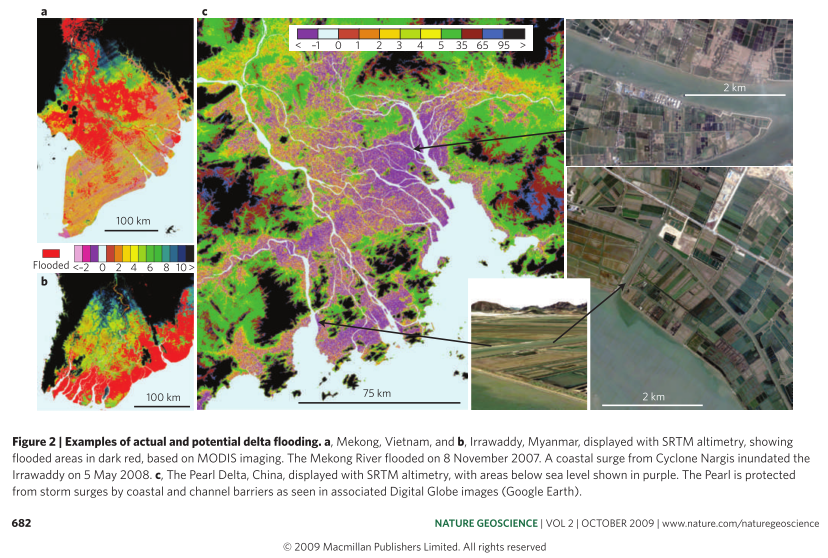 a
c
< −1 0 1 2 3 4 5 35 65 95 >
2 km
100 km
Flooded
<−2 0 2 4 6 8 10>
b
100 km
75 km
2 km
Figure 2 | Examples of actual and potential delta flooding. a, Mekong, Vietnam, and b, Irrawaddy, Myanmar, displayed with SRTM altimetry, showing
flooded areas in dark red, based on MODIS imaging. The Mekong River flooded on 8 November 2007. A coastal surge from Cyclone Nargis inundated the
Irrawaddy on 5 May 2008. c, The Pearl Delta, China, displayed with SRTM altimetry, with areas below sea level shown in purple. The Pearl is protected
from storm surges by coastal and channel barriers as seen in associated Digital Globe images (Google Earth).
682
NATURE GEOSCIENCE | VOL 2 | OCTOBER 2009 | www.nature.com/naturegeoscience
© 2009 Macmillan Publishers Limited. All rights reserved